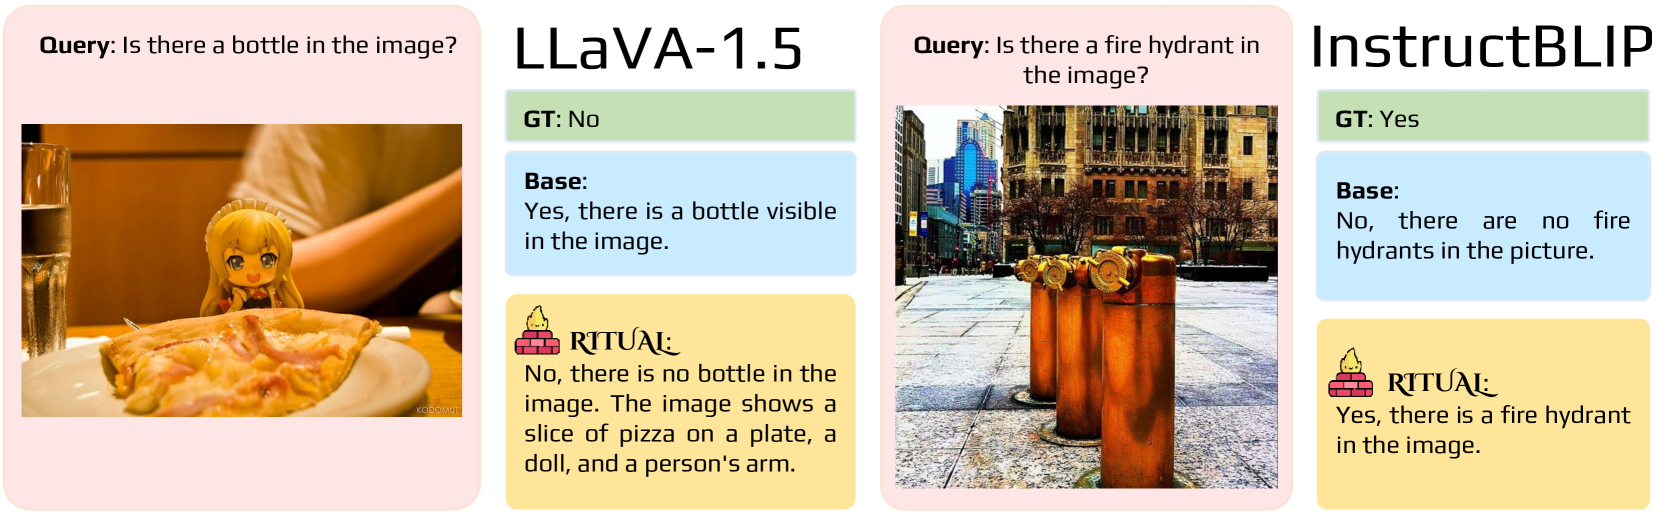 Query: Is there a bottle in the image?
KODOMUT
LLaVA-1.5
GT: No
Base:
Yes, there is a bottle visible
in the image.
RITUAL:
No, there is no bottle in the
image. The image shows a
slice of pizza on a plate, a
doll, and a person's arm.
Query: Is there a fire hydrant in
the image?
InstructBLIP
GT: Yes
Base:
No, there are no fire
hydrants in the picture.
RITUAL:
Yes, there is a fire hydrant
in the image.